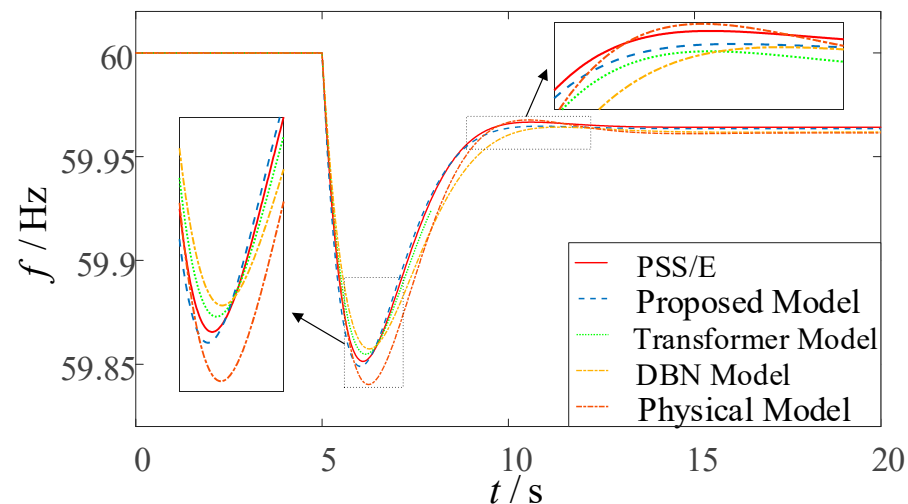 60
59.95
59.9
59.85
f / Hz
PSS/E
Proposed Model
Transformer Model
DBN Model
Physical Model
0 5 10 15 20
t / s